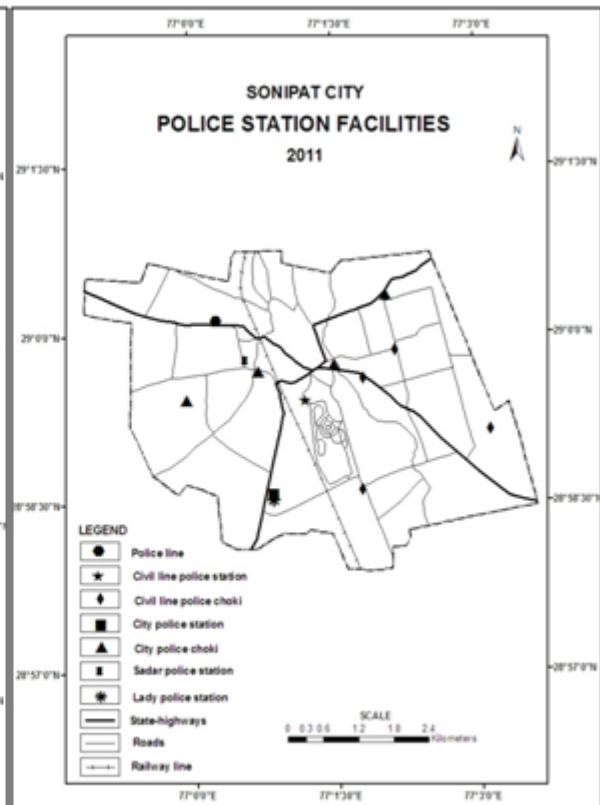 77°0'0"E 77°1'30"E 77°3'0"E
SONIPAT CITY
POLICE STATION FACILITIES
2011
N
29°1'30"N 29°1'30"N
29°0'0"N 29°0'0"N
28°58'30"N 28°58'30"N
LEGEND
Police line
Civil line police station
Civil line police choki
City police station
City police choki
Sadar police station
Lady police station
State-highways
Roads
Railway line
28°57'0"N 28°57'0"N
SCALE
0 0.3 0.6 1.2 1.8 2.4
Kilometers
77°0'0"E 77°1'30"E 77°3'0"E